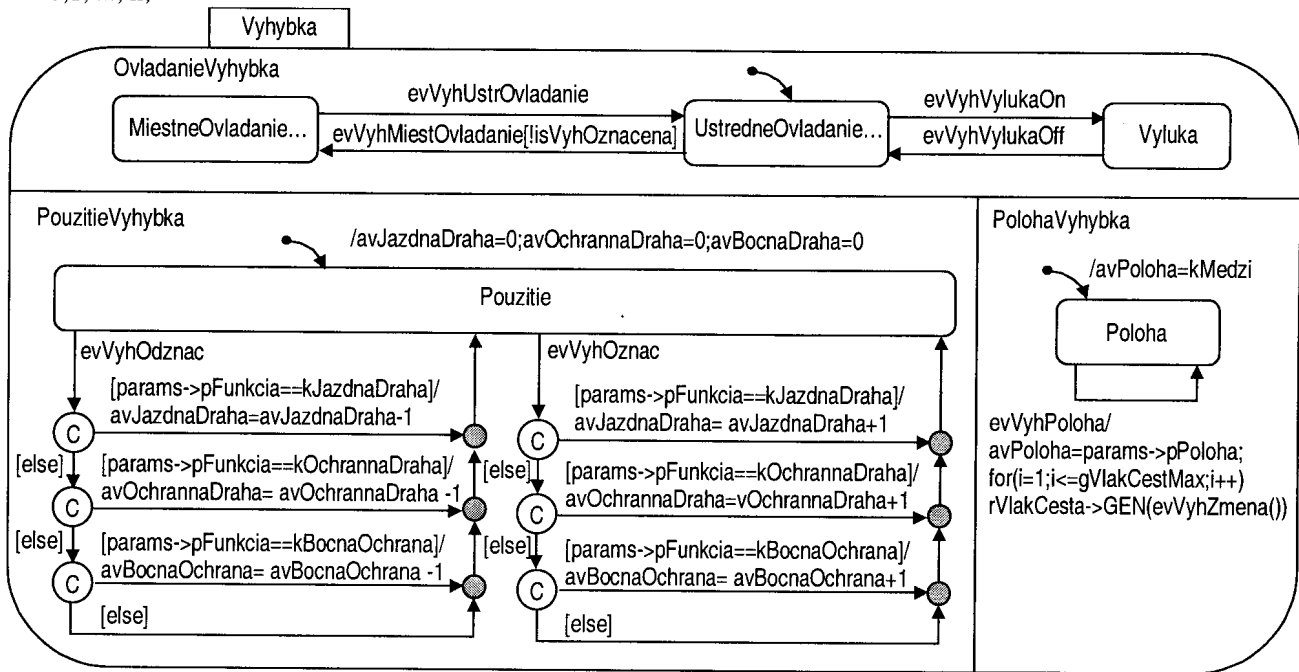 Vyhybka
OvladanieVyhybka
MiestneOvladanie...
evVyhUstrOvladanie
evVyhMiestOvladanie[!isVyhOznacena]
UstredneOvladanie...
evVyhVylukaOn
evVyhVylukaOff
Vyluka
PouzitieVyhybka
/avJazdnaDraha=0;avOchrannaDraha=0;avBocnaDraha=0
Pouzitie
evVyhOdznac
[params->pFunkcia==kJazdnaDraha]/
avJazdnaDraha=avJazdnaDraha-1
C
[else]
[params->pFunkcia==kOchrannaDraha]/
avOchrannaDraha= avOchrannaDraha -1
C
[else]
[params->pFunkcia==kBocnaOchrana]/
avBocnaOchrana= avBocnaOchrana -1
C
[else]
evVyhOznac
[params->pFunkcia==kJazdnaDraha]/
avJazdnaDraha= avJazdnaDraha+1
C
[else]
[params->pFunkcia==kOchrannaDraha]/
avOchrannaDraha=vOchrannaDraha+1
C
[else]
[params->pFunkcia==kBocnaOchrana]/
avBocnaOchrana= avBocnaOchrana+1
C
[else]
PolohaVyhybka
/avPoloha=kMedzi
Poloha
evVyhPoloha/
avPoloha=params->pPoloha;
for(i=1;i<=gVlakCestMax;i++)
rVlakCesta->GEN(evVyhZmena())